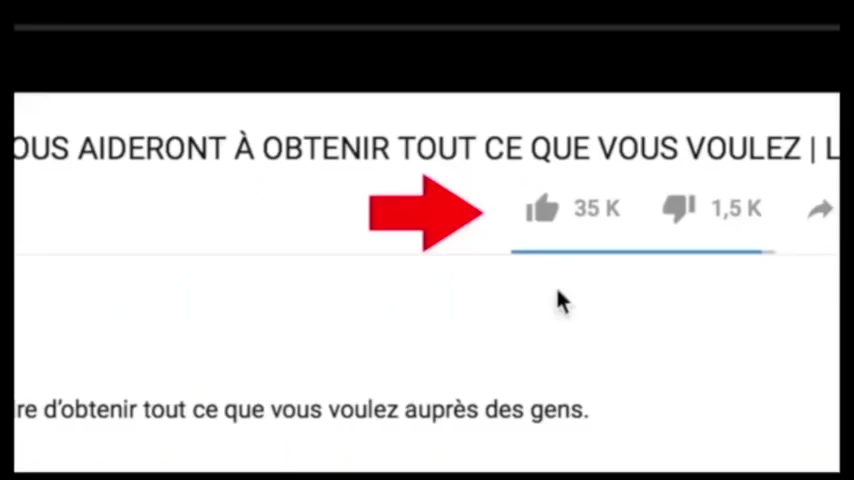 OUS AIDERONT À OBTENIR TOUT CE QUE VOUS VOULEZ | L
35 K 1,5 K
ire d'obtenir tout ce que vous voulez auprès des gens.